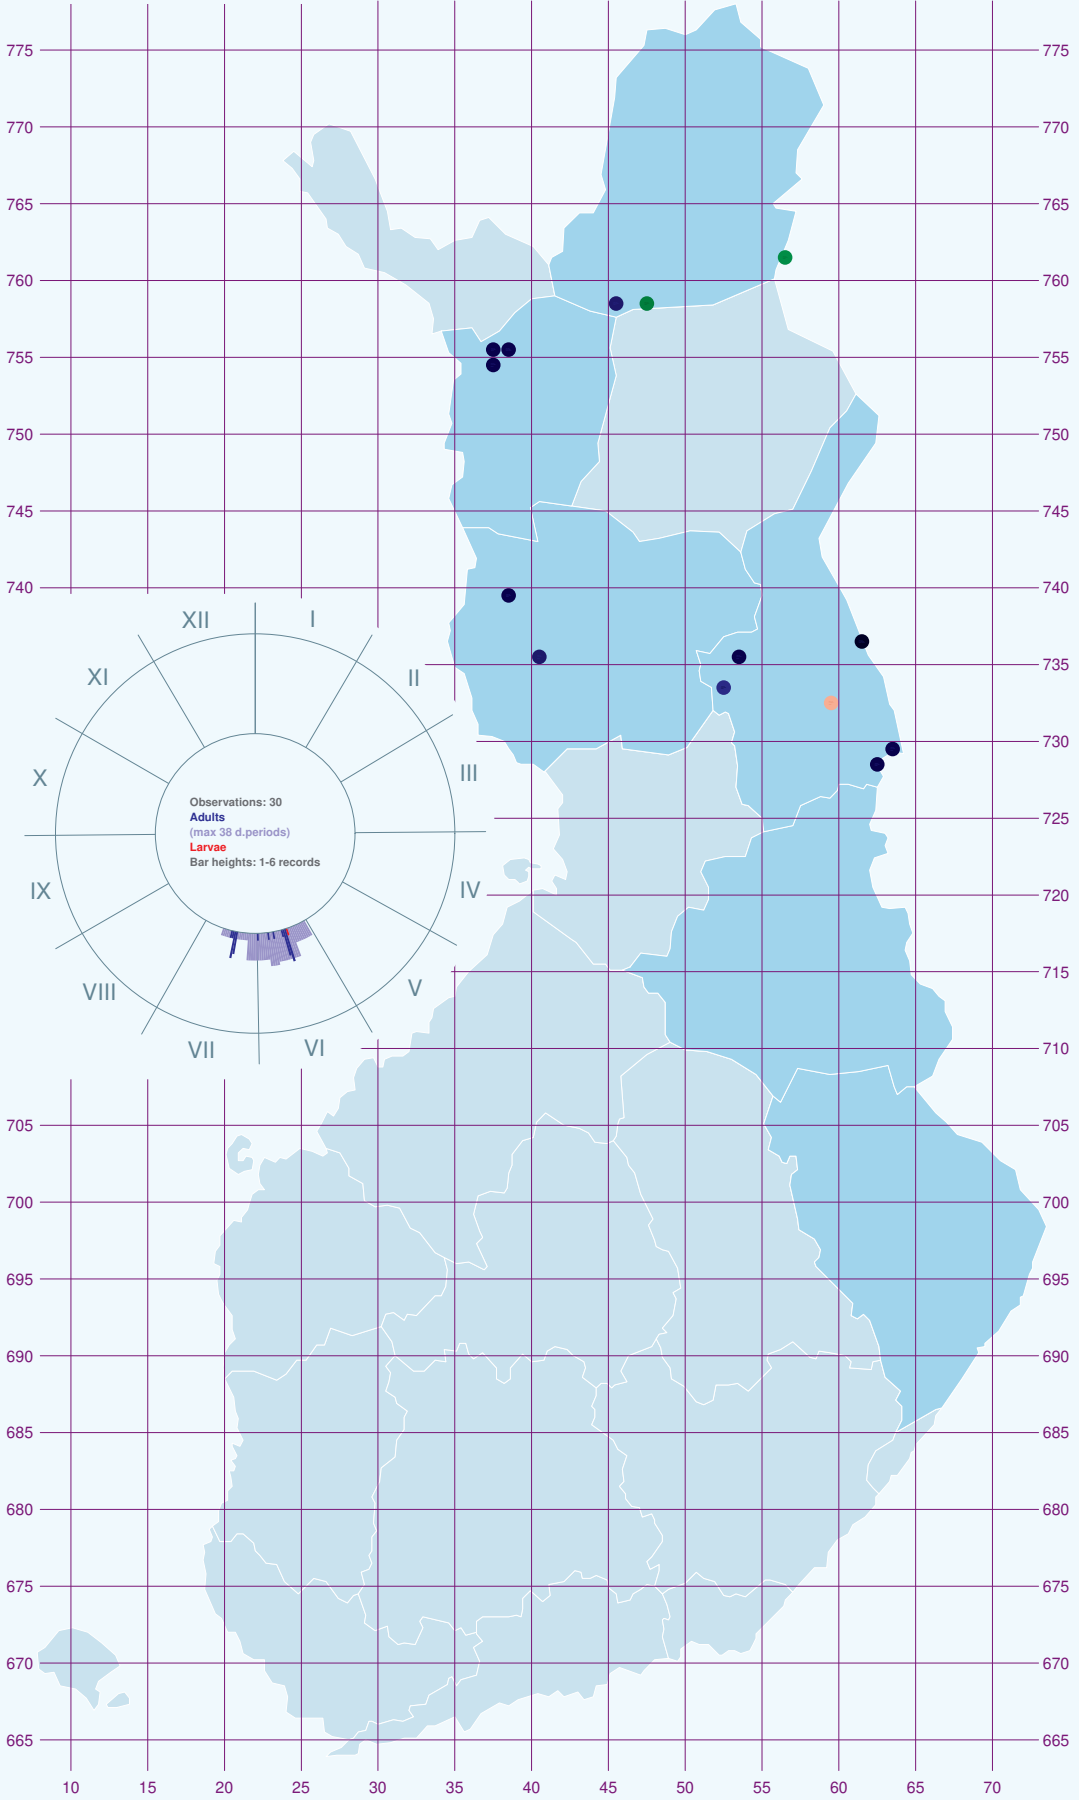 775 775
770 770
765 765
760 760
755 755
750 750
745 745
740 740
XII I
XI II
735 735
730 730
X III
Observations: 30
Adults
(max 38 d.periods)
Larvae
Bar heights: 1-6 records
725 725
IX IV
720 720
VIII V
715 715
VII VI
710 710
705 705
700 700
695 695
690 690
685 685
680 680
675 675
670 670
665 665
10 15 20 25 30 35 40 45 50 55 60 65 70